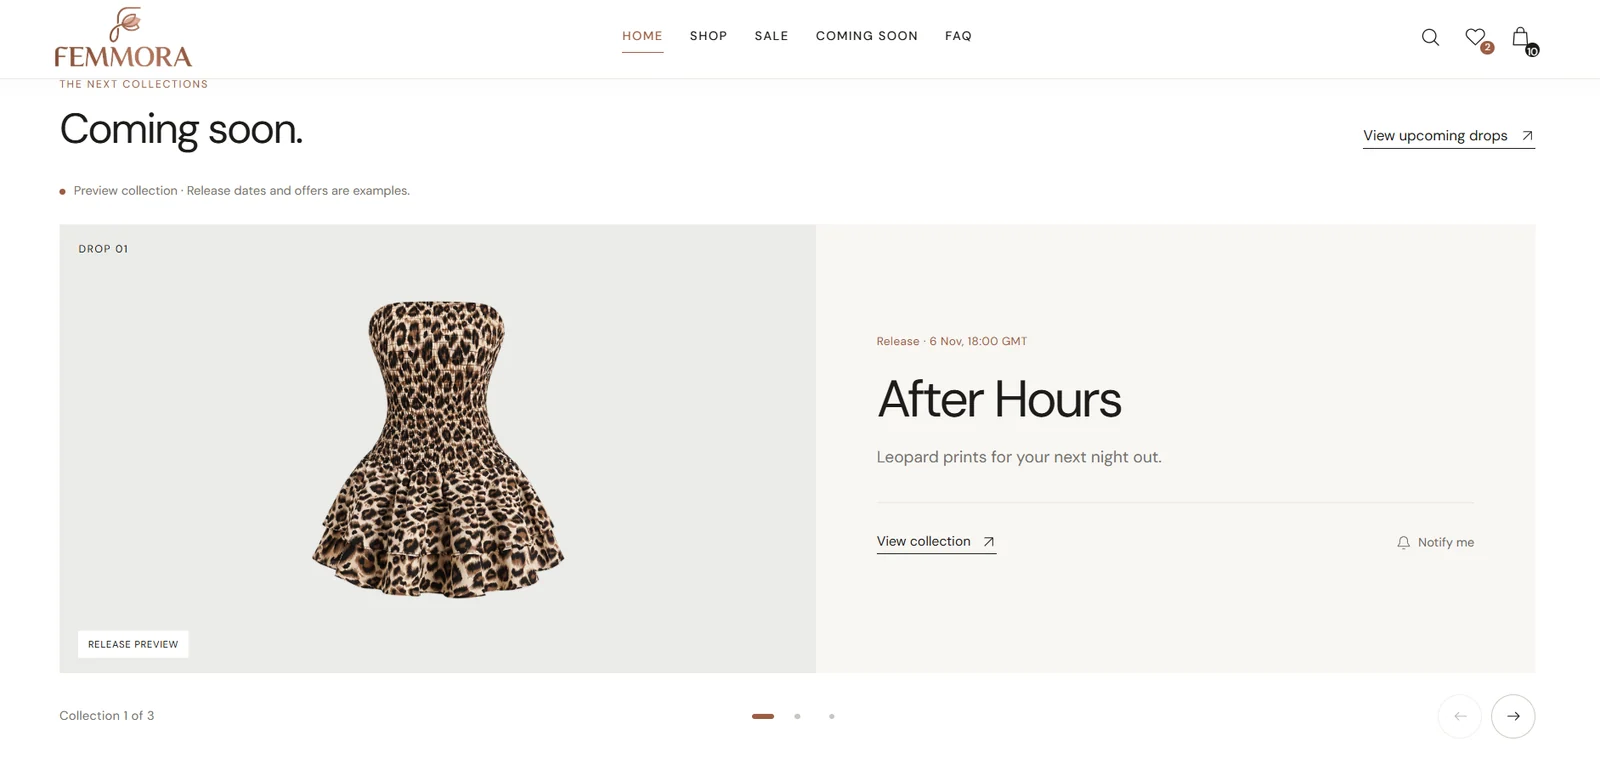 FEMMORA
HOME
SHOP
SALE
COMING SOON
FAQ
2
10
THE NEXT COLLECTIONS
Coming soon.
View upcoming drops
Preview collection · Release dates and offers are examples.
DROP 01
Release · 6 Nov, 18:00 GMT
After Hours
Leopard prints for your next night out.
View collection
Notify me
RELEASE PREVIEW
Collection 1 of 3